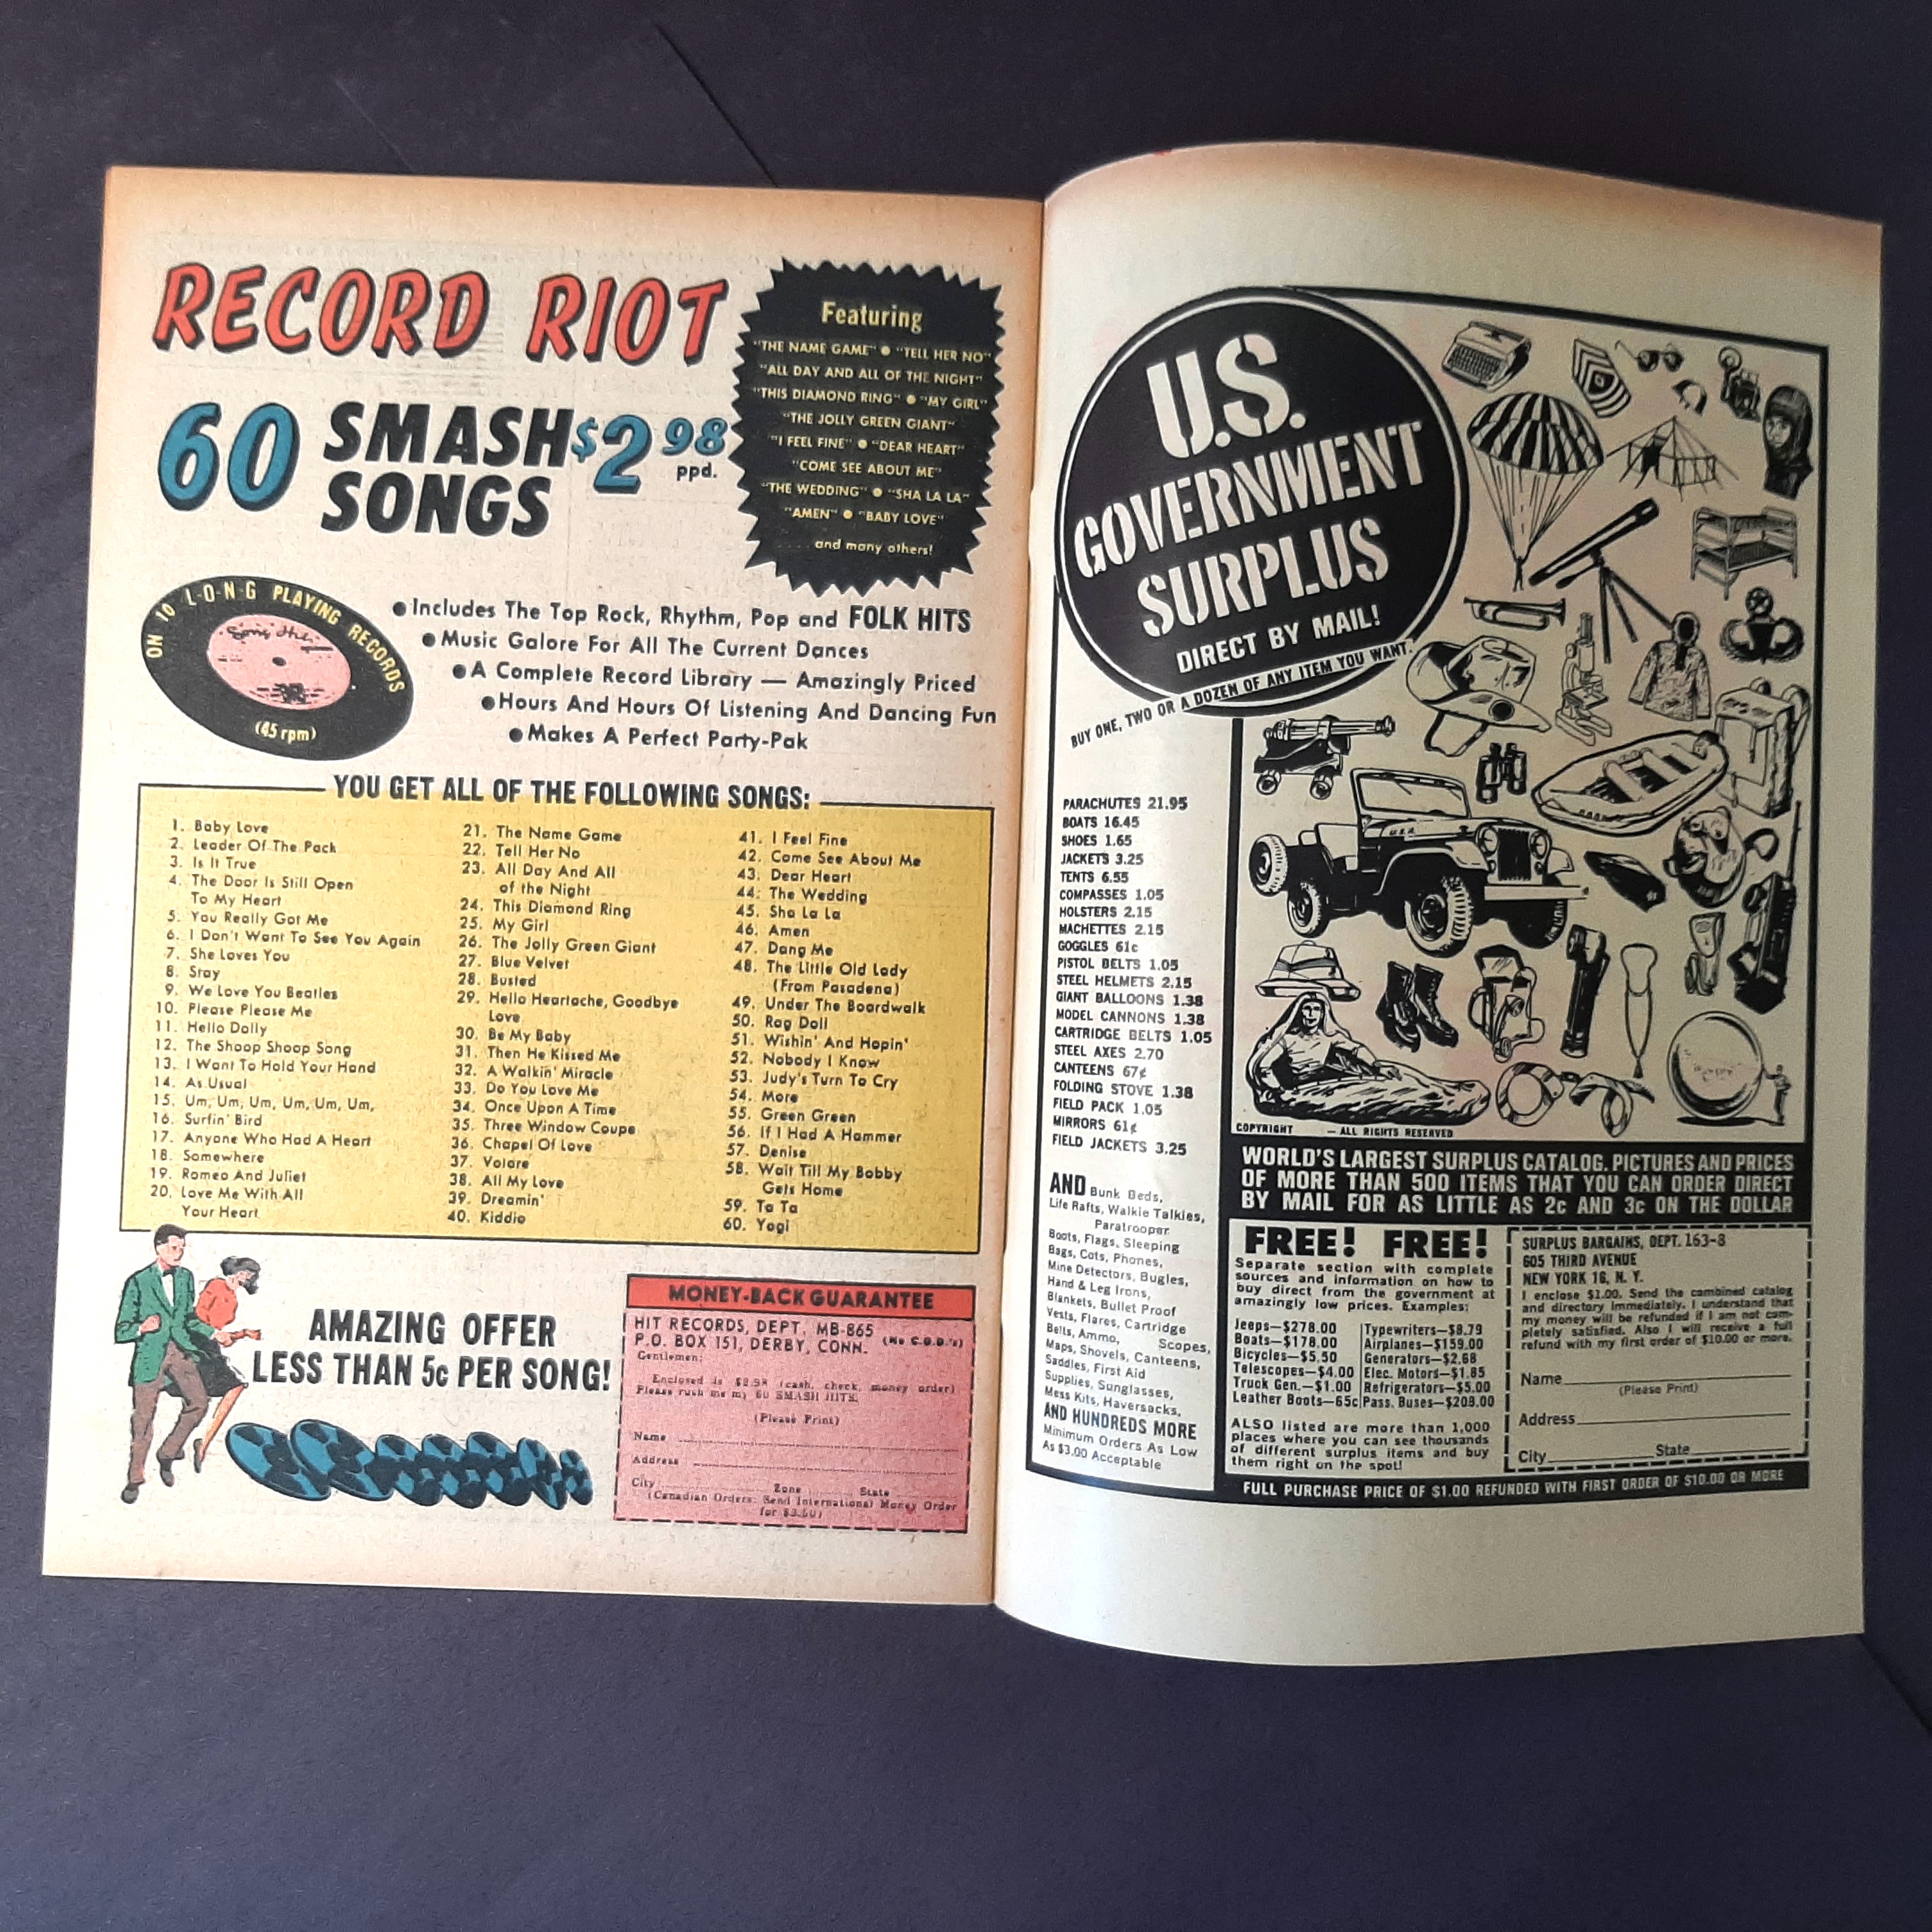 RECORD RIOT
60 SMASH SONGS $2.98 ppd.
Featuring
"THE NAME GAME" ● "TELL HER NO"
"ALL DAY AND ALL OF THE NIGHT"
"THIS DIAMOND RING" ● "MY GIRL"
"THE JOLLY GREEN GIANT"
"I FEEL FINE" ● "DEAR HEART"
"COME SEE ABOUT ME"
"THE WEDDING" ● "SHA LA LA"
"AMEN" ● "BABY LOVE"
. . . . and many others!
ON 10 L-O-N-G PLAYING RECORDS
(45 rpm)
● Includes The Top Rock, Rhythm, Pop and FOLK HITS
● Music Galore For All The Current Dances
● A Complete Record Library — Amazingly Priced
● Hours And Hours Of Listening And Dancing Fun
● Makes A Perfect Party-Pak
YOU GET ALL OF THE FOLLOWING SONGS:
1. Baby Love
2. Leader Of The Pack
3. Is It True
4. The Door Is Still Open
To My Heart
5. You Really Got Me
6. I Don't Want To See You Again
7. She Loves You
8. Stay
9. We Love You Beatles
10. Please Please Me
11. Hello Dolly
12. The Shoop Shoop Song
13. I Want To Hold Your Hand
14. As Usual
15. Um, Um, Um, Um, Um, Um,
16. Surfin' Bird
17. Anyone Who Had A Heart
18. Somewhere
19. Romeo And Juliet
20. Love Me With All
Your Heart
21. The Name Game
22. Tell Her No
23. All Day And All
of the Night
24. This Diamond Ring
25. My Girl
26. The Jolly Green Giant
27. Blue Velvet
28. Busted
29. Hello Heartache, Goodbye
Love
30. Be My Baby
31. Then He Kissed Me
32. A Walkin' Miracle
33. Do You Love Me
34. Once Upon A Time
35. Three Window Coupe
36. Chapel Of Love
37. Volare
38. All My Love
39. Dreamin'
40. Kiddio
41. I Feel Fine
42. Come See About Me
43. Dear Heart
44. The Wedding
45. Sha La La
46. Amen
47. Dang Me
48. The Little Old Lady
(From Pasadena)
49. Under The Boardwalk
50. Rag Doll
51. Wishin' And Hopin'
52. Nobody I Know
53. Judy's Turn To Cry
54. More
55. Green Green
56. If I Had A Hammer
57. Denise
58. Wait Till My Bobby
Gets Home
59. Ta Ta
60. Yogi
AMAZING OFFER
LESS THAN 5c PER SONG!
MONEY-BACK GUARANTEE
HIT RECORDS, DEPT. MB-865
P.O. BOX 151, DERBY, CONN. (No C.O.D.'s)
Gentlemen:
Enclosed is $2.98 (cash, check, money order)
Please rush me my 60 SMASH HITS.
(Please Print)
Name
Address
City Zone State
(Canadian Orders: Send International Money Order
for $3.50)
U.S.
GOVERNMENT
SURPLUS
DIRECT BY MAIL!
BUY ONE, TWO OR A DOZEN OF ANY ITEM YOU WANT.
PARACHUTES 21.95
BOATS 16.45
SHOES 1.65
JACKETS 3.25
TENTS 6.55
COMPASSES 1.05
HOLSTERS 2.15
MACHETTES 2.15
GOGGLES 61c
PISTOL BELTS 1.05
STEEL HELMETS 2.15
GIANT BALLOONS 1.38
MODEL CANNONS 1.38
CARTRIDGE BELTS 1.05
STEEL AXES 2.70
CANTEENS 67¢
FOLDING STOVE 1.38
FIELD PACK 1.05
MIRRORS 61¢
FIELD JACKETS 3.25
AND Bunk Beds,
Life Rafts, Walkie Talkies,
Paratrooper
Boots, Flags, Sleeping
Bags, Cots, Phones,
Mine Detectors, Bugles,
Hand & Leg Irons,
Blankets, Bullet Proof
Vests, Flares, Cartridge
Belts, Ammo, Scopes,
Maps, Shovels, Canteens,
Saddles, First Aid
Supplies, Sunglasses,
Mess Kits, Haversacks,
AND HUNDREDS MORE
Minimum Orders As Low
As $3.00 Acceptable
U.S.A.
COPYRIGHT — ALL RIGHTS RESERVED
WORLD'S LARGEST SURPLUS CATALOG. PICTURES AND PRICES
OF MORE THAN 500 ITEMS THAT YOU CAN ORDER DIRECT
BY MAIL FOR AS LITTLE AS 2c AND 3c ON THE DOLLAR
FREE! FREE!
Separate section with complete
sources and information on how to
buy direct from the government at
amazingly low prices. Examples:
Jeeps—$278.00
Boats—$178.00
Bicycles—$5.50
Telescopes—$4.00
Truck Gen.—$1.00
Leather Boots—65c
Typewriters—$8.79
Airplanes—$159.00
Generators—$2.68
Elec. Motors—$1.85
Refrigerators—$5.00
Pass. Buses—$208.00
ALSO listed are more than 1,000
places where you can see thousands
of different surplus items and buy
them right on the spot!
SURPLUS BARGAINS, DEPT. 163-8
605 THIRD AVENUE
NEW YORK 16, N. Y.
I enclose $1.00. Send the combined catalog
and directory immediately. I understand that
my money will be refunded if I am not com-
pletely satisfied. Also I will receive a full
refund with my first order of $10.00 or more.
Name
(Please Print)
Address
City State
FULL PURCHASE PRICE OF $1.00 REFUNDED WITH FIRST ORDER OF $10.00 OR MORE